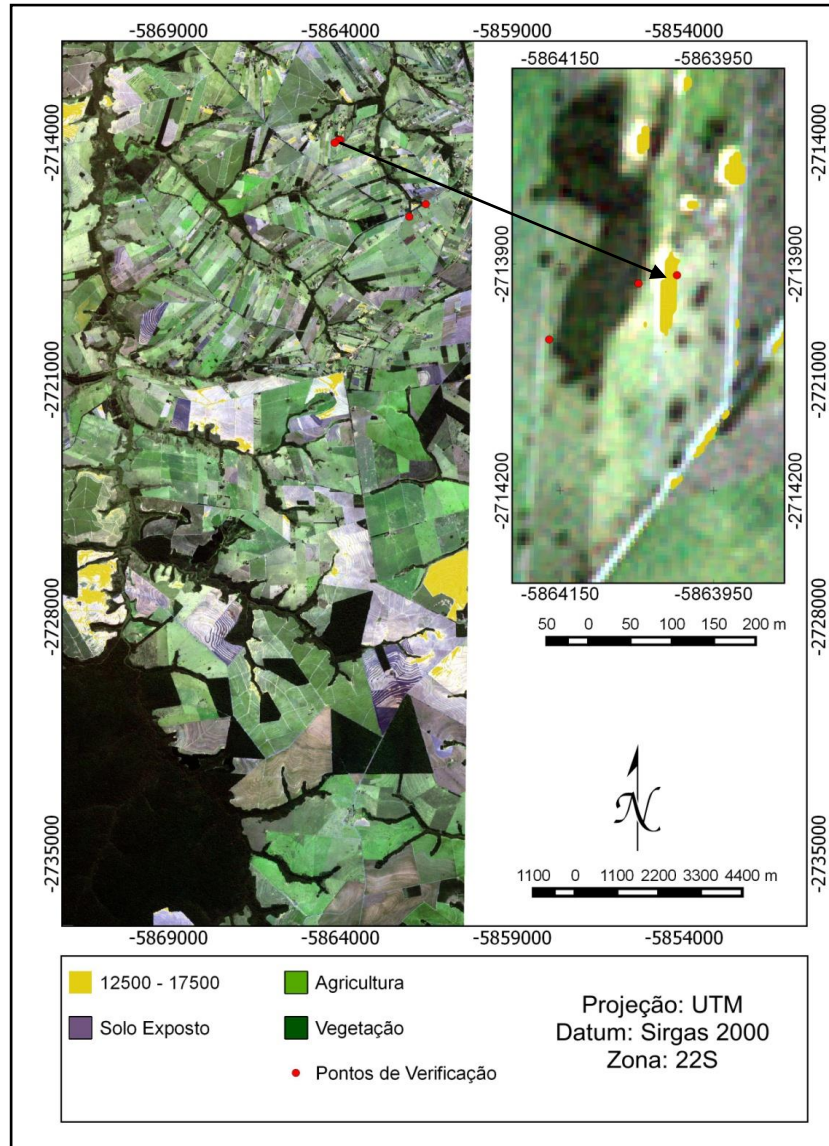 -5869000 -5864000 -5859000 -5854000
-5864150 -5863950
-2714000
-2721000
-2728000
-2735000
-2713900
-2714200
-2713900
-2714200
-2714000
-2721000
-2728000
-2735000
-5864150 -5863950
50 0 50 100 150 200 m
N
1100 0 1100 2200 3300 4400 m
-5869000 -5864000 -5859000 -5854000
12500 - 17500
Solo Exposto
Agricultura
Vegetação
Pontos de Verificação
Projeção: UTM
Datum: Sirgas 2000
Zona: 22S